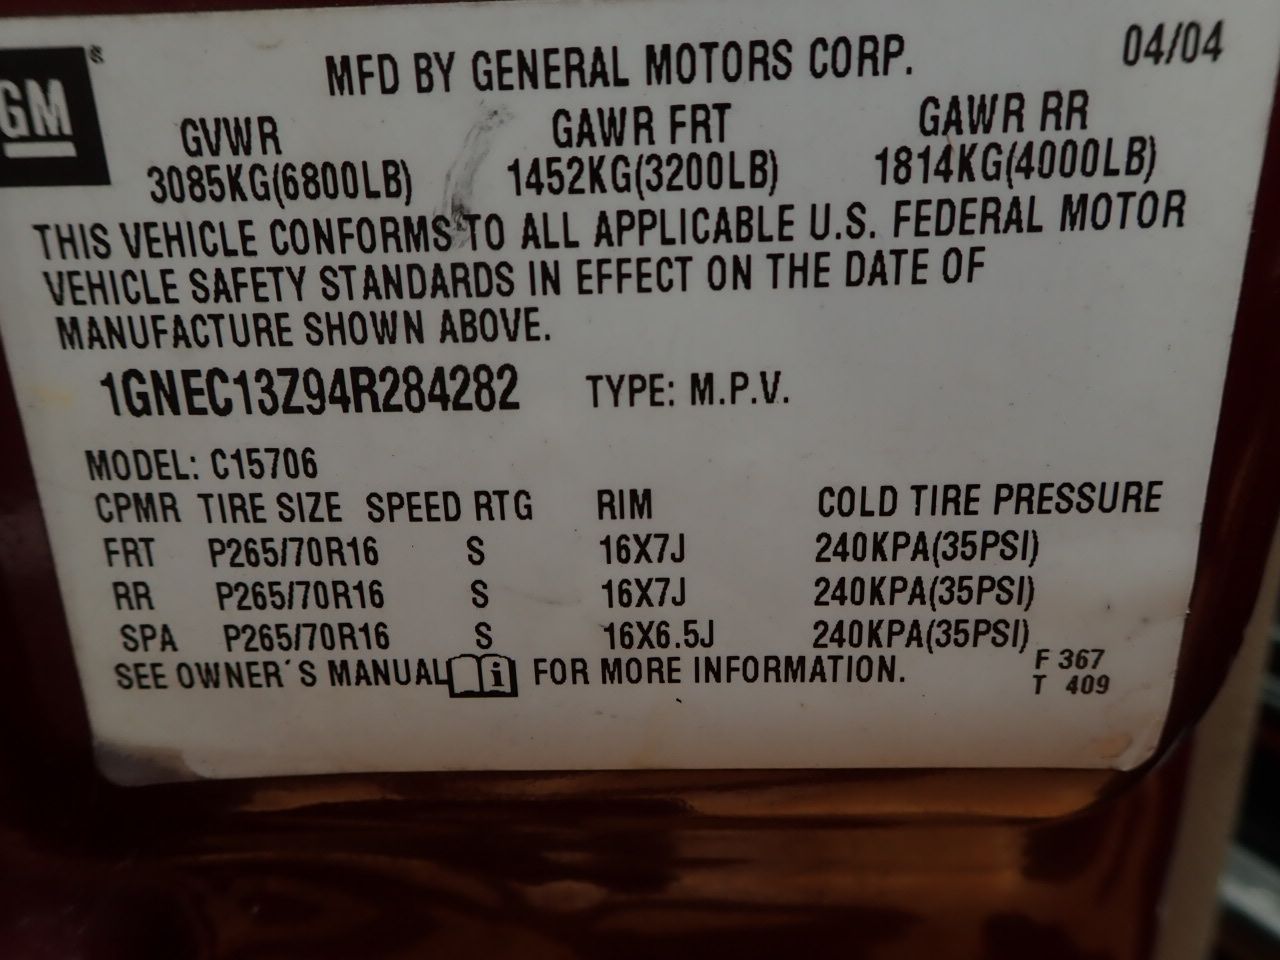 GM®
MFD BY GENERAL MOTORS CORP. 04/04
GVWR GAWR FRT GAWR RR
3085KG(6800LB) 1452KG(3200LB) 1814KG(4000LB)
THIS VEHICLE CONFORMS TO ALL APPLICABLE U.S. FEDERAL MOTOR
VEHICLE SAFETY STANDARDS IN EFFECT ON THE DATE OF
MANUFACTURE SHOWN ABOVE.
1GNEC13Z94R284282 TYPE: M.P.V.
MODEL: C15706
CPMR TIRE SIZE SPEED RTG RIM COLD TIRE PRESSURE
FRT P265/70R16 S 16X7J 240KPA(35PSI)
RR P265/70R16 S 16X7J 240KPA(35PSI)
SPA P265/70R16 S 16X6.5J 240KPA(35PSI)
SEE OWNER´S MANUAL i FOR MORE INFORMATION.
F 367
T 409